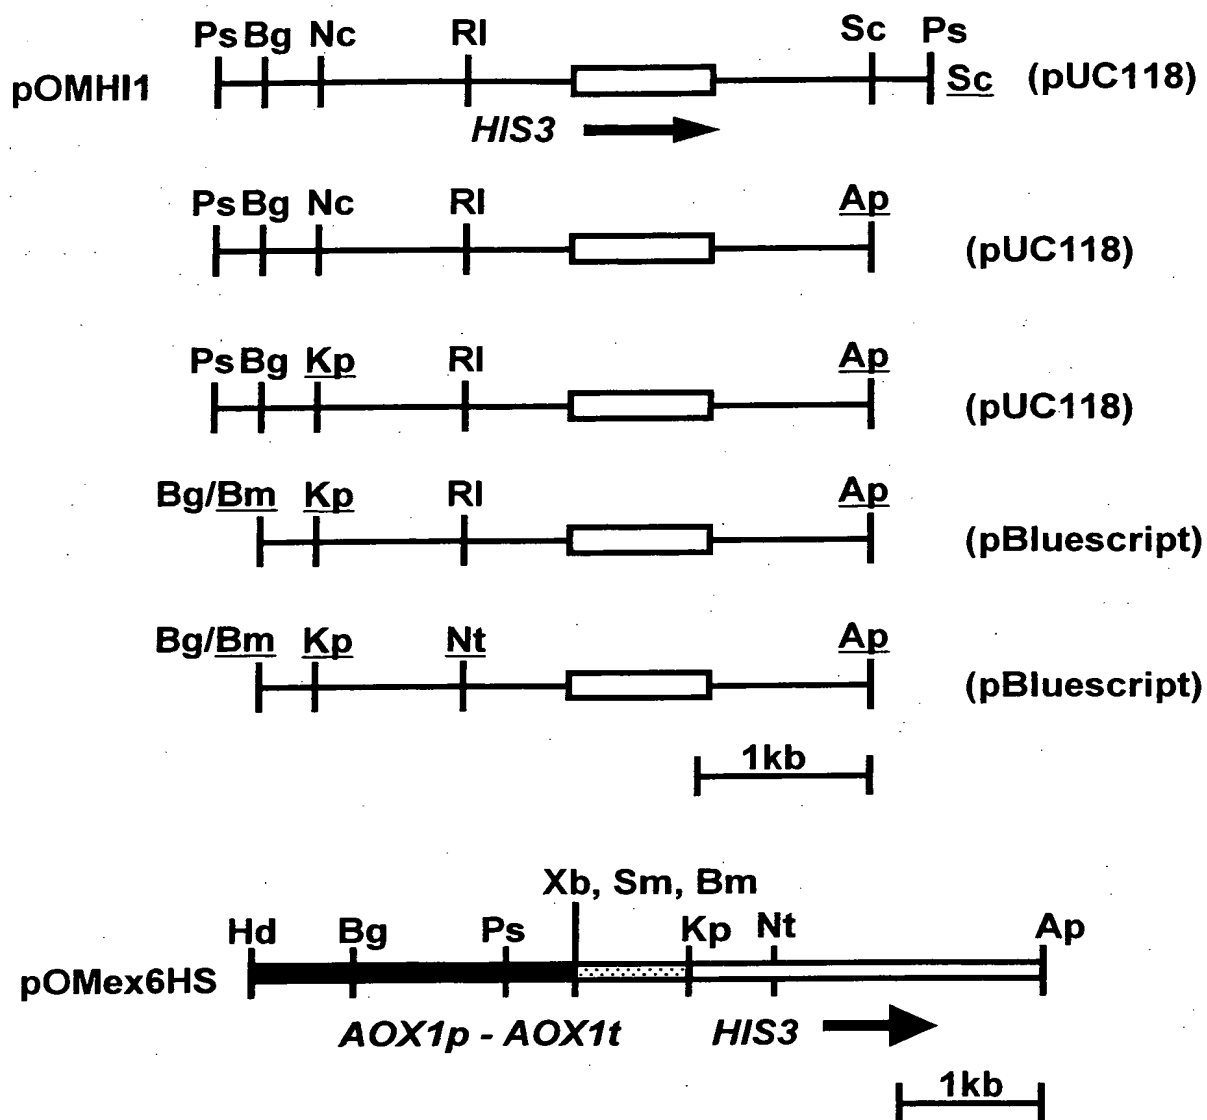 Ps Bg Nc RI Sc Ps
pOMHI1 Sc (pUC118)
HIS3
Ps Bg Nc RI Ap
(pUC118)
Ps Bg Kp RI Ap
(pUC118)
Bg/Bm Kp RI Ap
(pBluescript)
Bg/Bm Kp Nt Ap
(pBluescript)
1kb
Xb, Sm, Bm
Hd Bg Ps Kp Nt Ap
pOMex6HS
AOX1p - AOX1t HIS3
1kb